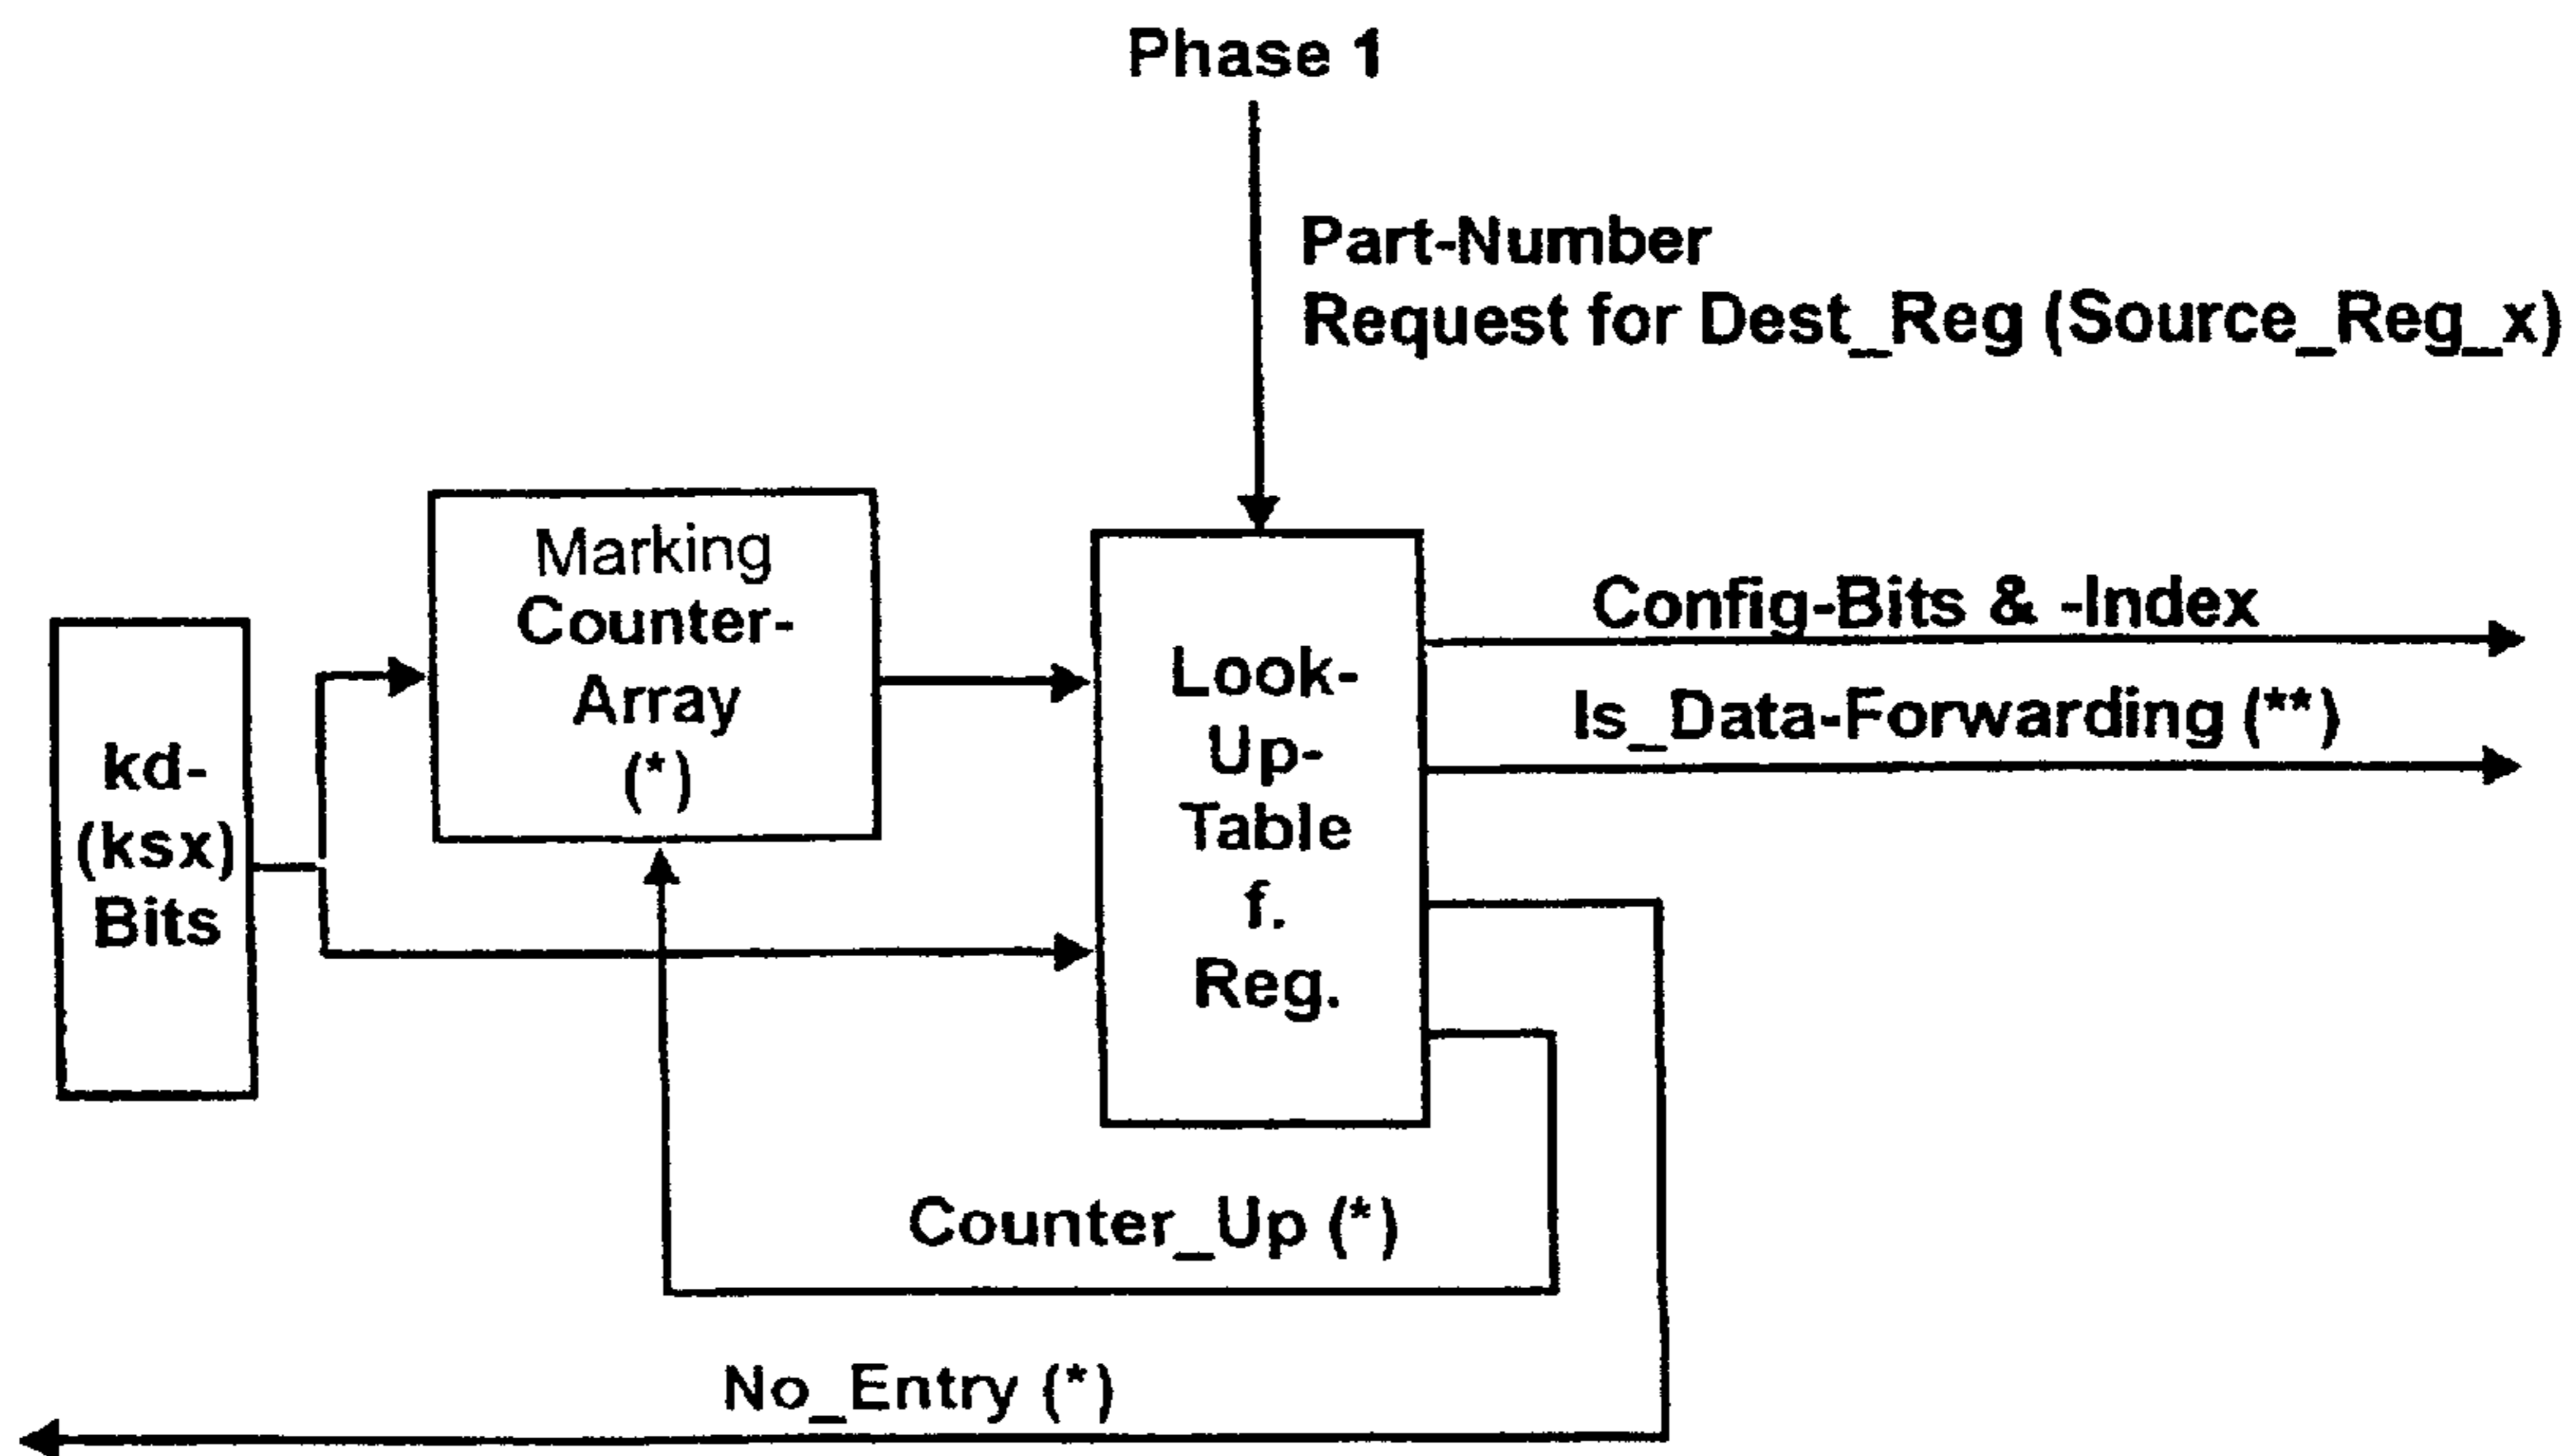 Phase 1
Part-Number
Request for Dest_Reg (Source_Reg_x)
Marking
Counter-
Array
(*)
kd-
(ksx)
Bits
Look-
Up-
Table
f.
Reg.
Config-Bits & -Index
Is_Data-Forwarding (**)
Counter_Up (*)
No_Entry (*)